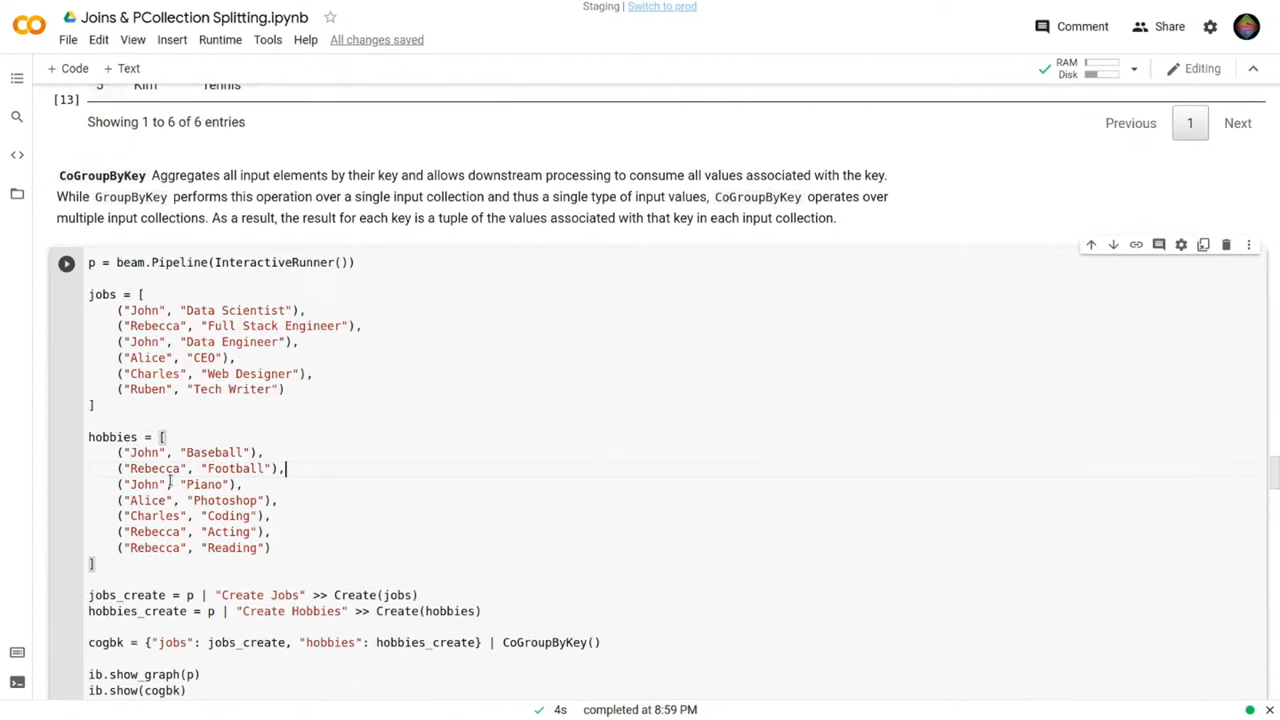 Staging | Switch to prod
Joins & PCollection Splitting.ipynb
Comment
Share
File Edit View Insert Runtime Tools Help All changes saved
+ Code + Text
RAM
Disk
Editing
5 Kim Tennis
[13]
Showing 1 to 6 of 6 entries
Previous 1 Next
CoGroupByKey Aggregates all input elements by their key and allows downstream processing to consume all values associated with the key.
While GroupByKey performs this operation over a single input collection and thus a single type of input values, CoGroupByKey operates over
multiple input collections. As a result, the result for each key is a tuple of the values associated with that key in each input collection.
p = beam.Pipeline(InteractiveRunner())
jobs = [
("John", "Data Scientist"),
("Rebecca", "Full Stack Engineer"),
("John", "Data Engineer"),
("Alice", "CEO"),
("Charles", "Web Designer"),
("Ruben", "Tech Writer")
]
hobbies = [
("John", "Baseball"),
("Rebecca", "Football"),
("John", "Piano"),
("Alice", "Photoshop"),
("Charles", "Coding"),
("Rebecca", "Acting"),
("Rebecca", "Reading")
]
jobs_create = p | "Create Jobs" >> Create(jobs)
hobbies_create = p | "Create Hobbies" >> Create(hobbies)
cogbk = {"jobs": jobs_create, "hobbies": hobbies_create} | CoGroupByKey()
ib.show_graph(p)
ib.show(cogbk)
4s completed at 8:59 PM